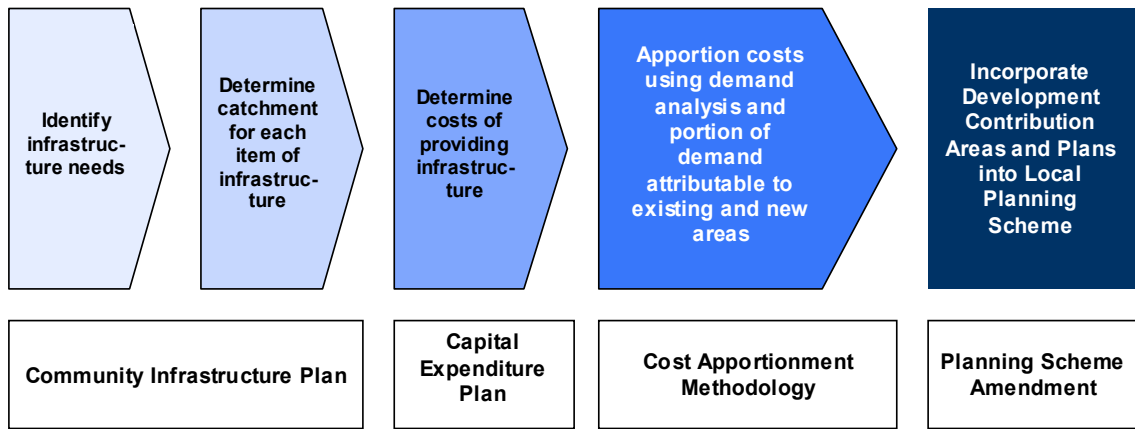 Identify
infrastruc-
ture needs
Determine
catchment
for each
item of
infrastruc-
ture
Determine
costs of
providing
infrastruc-
ture
Apportion costs
using demand
analysis and
portion of
demand
attributable to
existing and new
areas
Incorporate
Development
Contribution
Areas and Plans
into Local
Planning
Scheme
Community Infrastructure Plan
Capital
Expenditure
Plan
Cost Apportionment
Methodology
Planning Scheme
Amendment